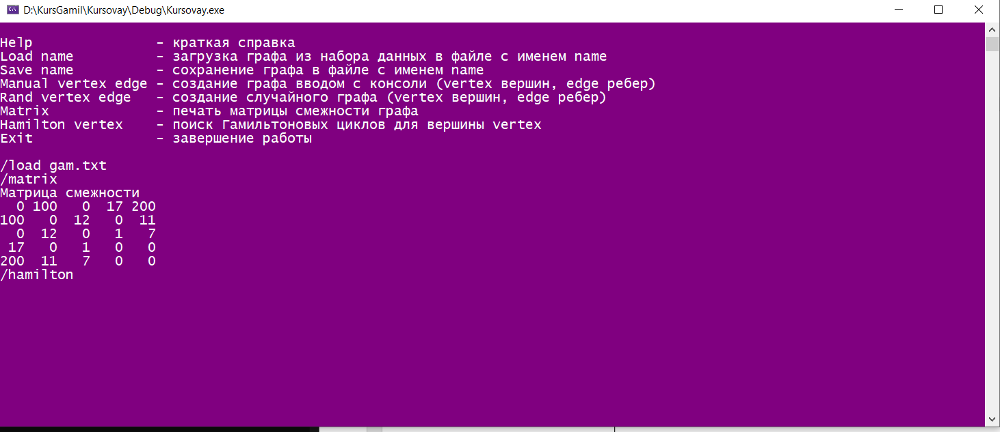 D:\KursGamil\Kursovay\Debug\Kursovay.exe
Help               - краткая справка
Load name          - загрузка графа из набора данных в файле с именем name
Save name          - сохранение графа в файле с именем name
Manual vertex edge - создание графа вводом с консоли (vertex вершин, edge ребер)
Rand vertex edge   - создание случайного графа (vertex вершин, edge ребер)
Matrix             - печать матрицы смежности графа
Hamilton vertex    - поиск Гамильтоновых циклов для вершины vertex
Exit               - завершение работы
/load gam.txt
/matrix
Матрица смежности
  0 100   0  17 200
100   0  12   0  11
  0  12   0   1   7
 17   0   1   0   0
200  11   7   0   0
/hamilton